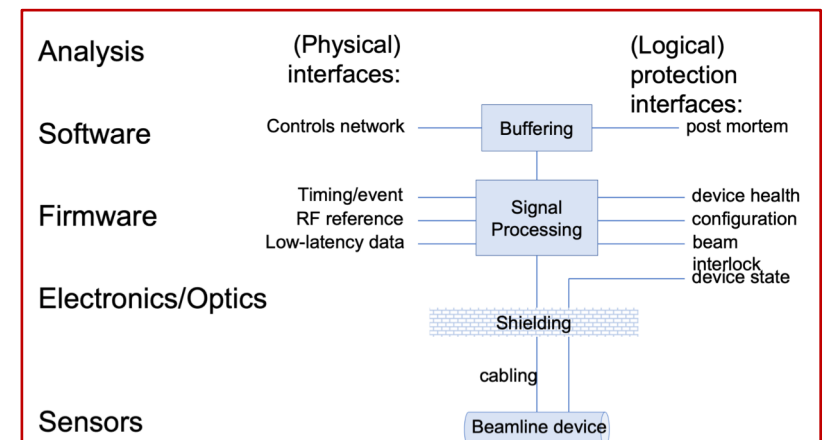 Analysis
(Physical)
interfaces:
(Logical)
protection
interfaces:
Software
Controls network
Buffering
post mortem
Firmware
Timing/event
RF reference
Low-latency data
Signal
Processing
device health
configuration
beam
interlock
device state
Electronics/Optics
Shielding
cabling
Sensors
Beamline device